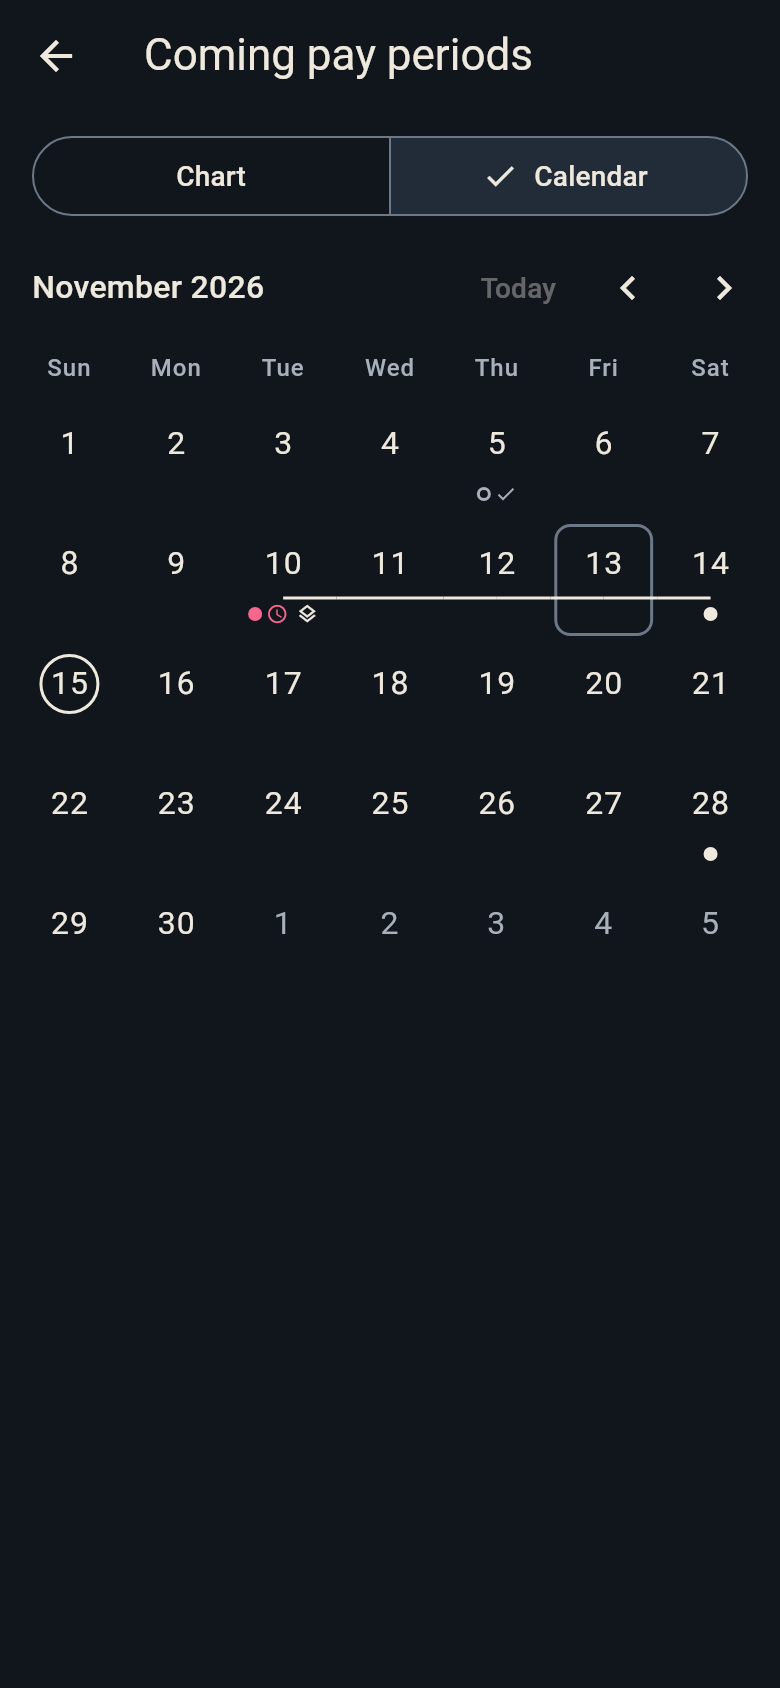 Coming pay periods
Chart Calendar
November 2026 Today
Sun Mon Tue Wed Thu Fri Sat
1 2 3 4 5 6 7
8 9 10 11 12 13 14
15 16 17 18 19 20 21
22 23 24 25 26 27 28
29 30 1 2 3 4 5